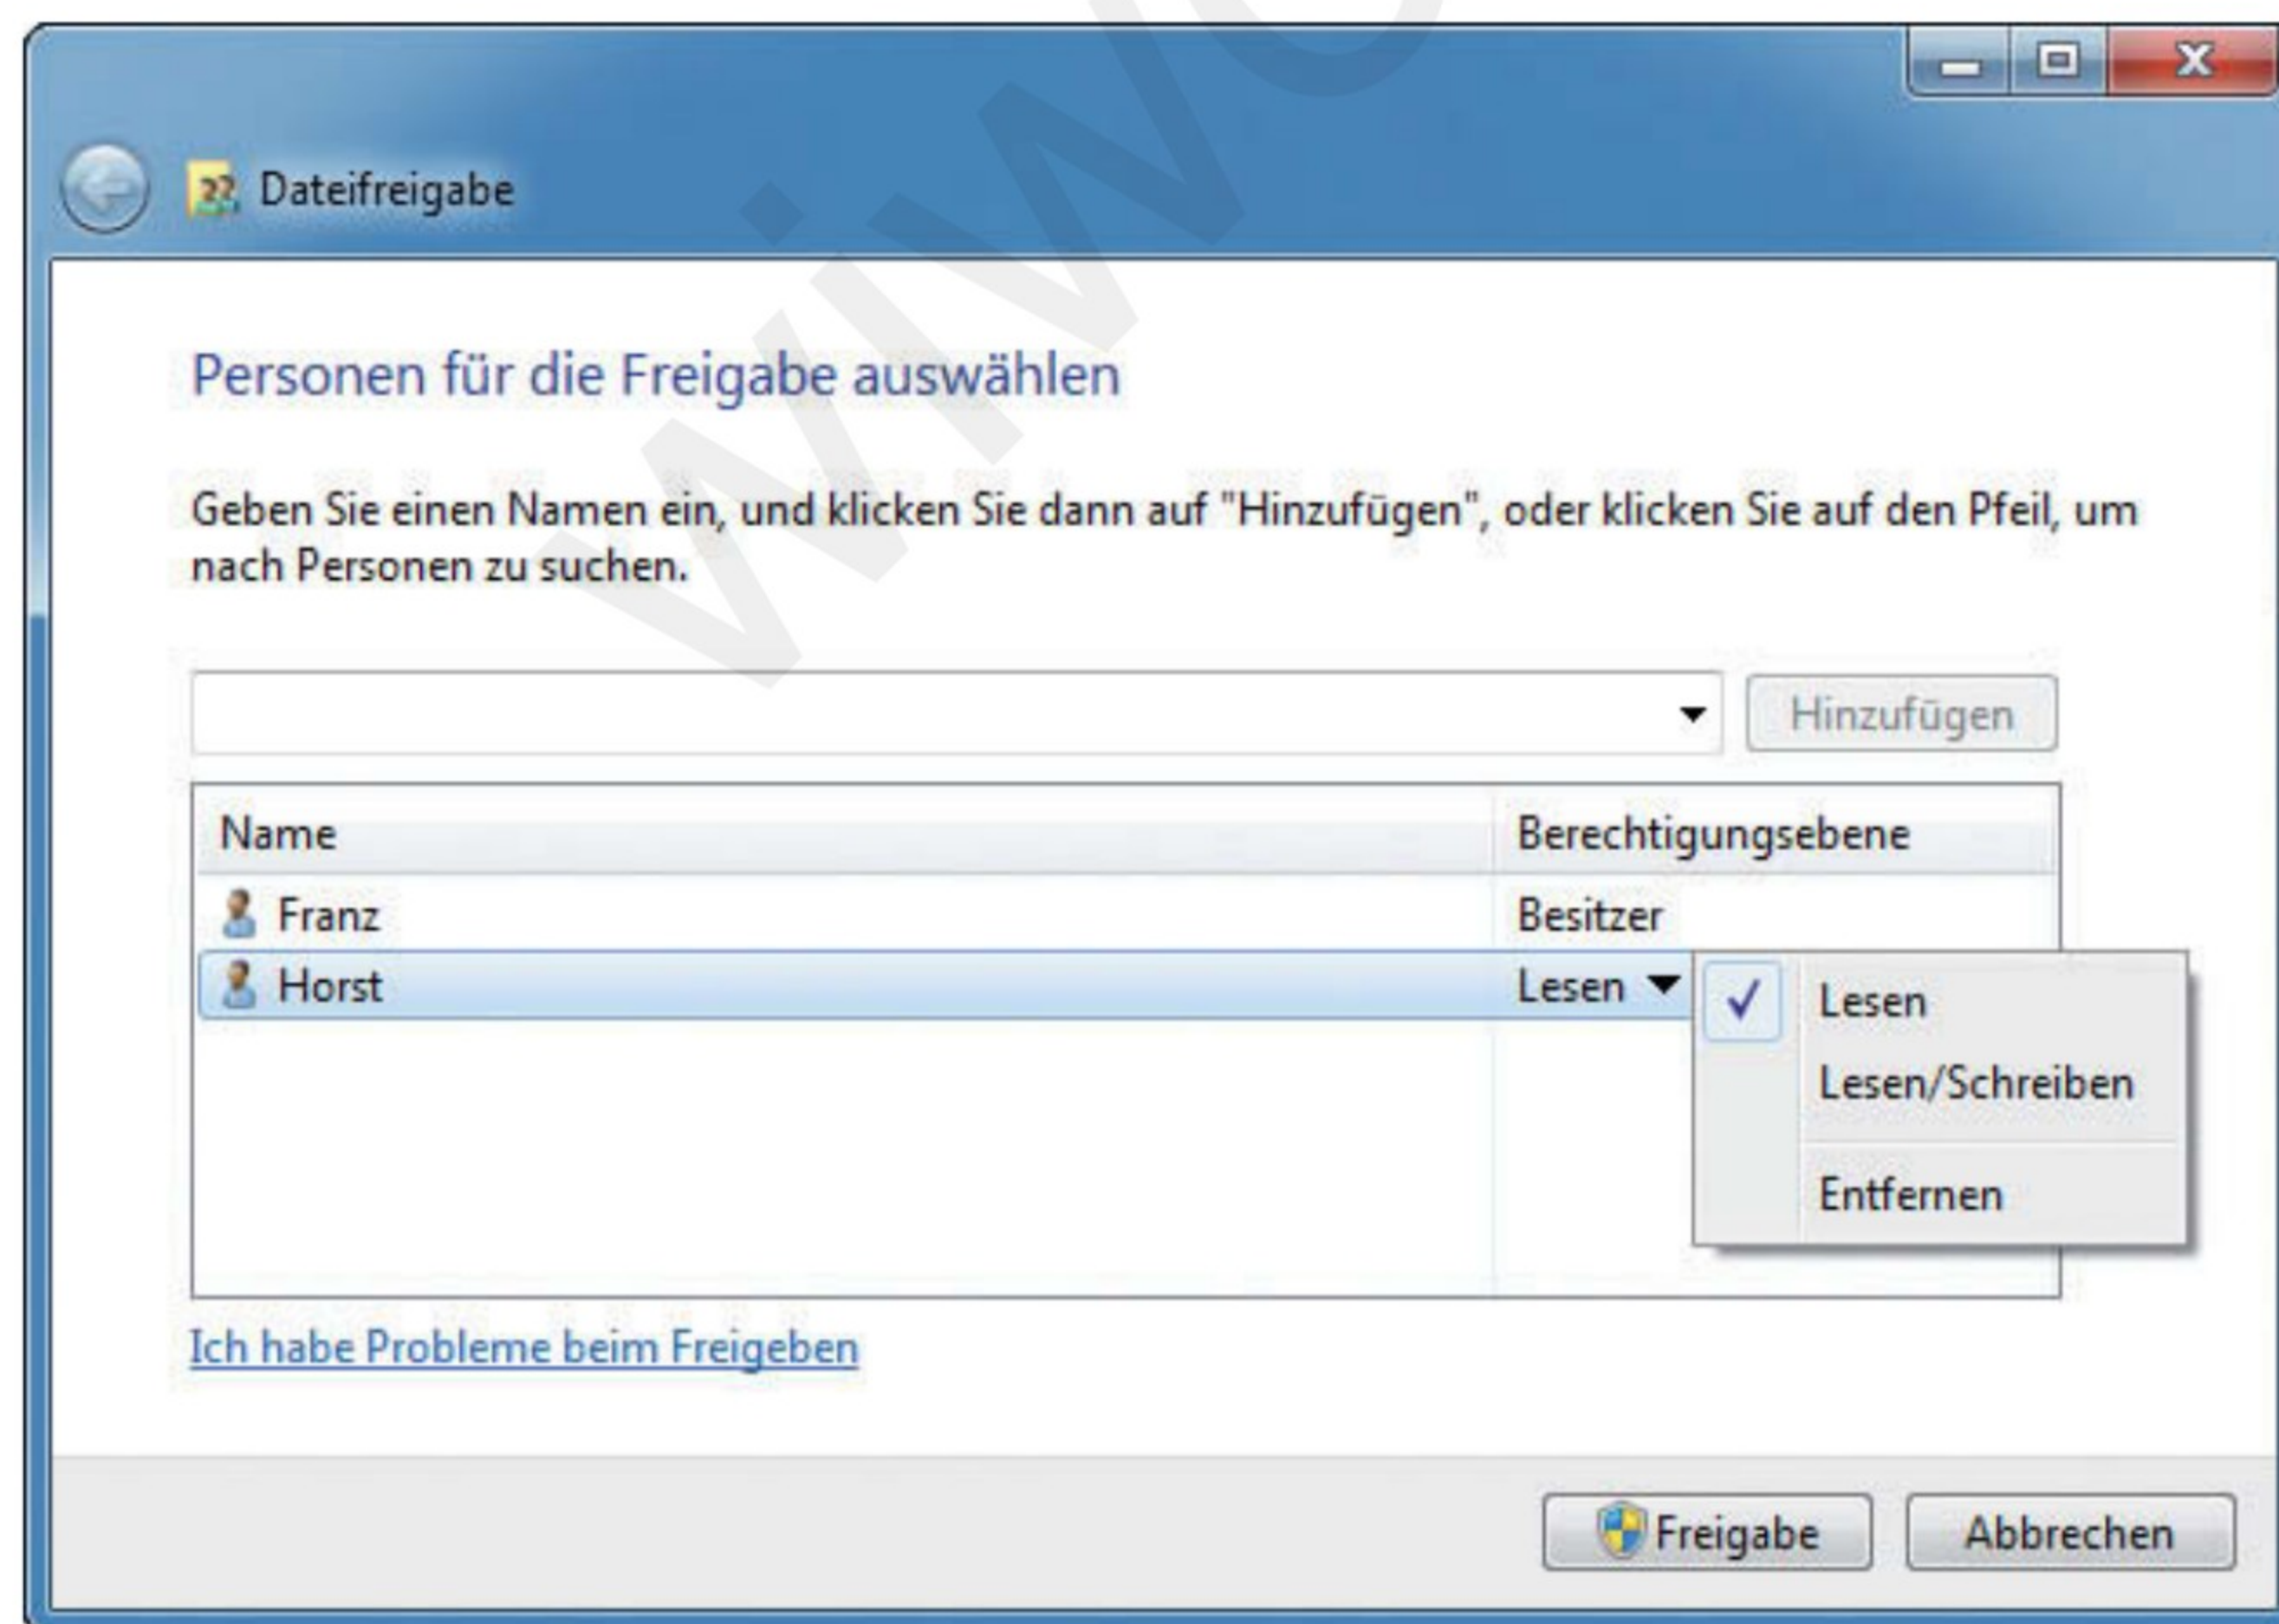 Dateifreigabe
Personen für die Freigabe auswählen
Geben Sie einen Namen ein, und klicken Sie dann auf "Hinzufügen", oder klicken Sie auf den Pfeil, um
nach Personen zu suchen.
Hinzufügen
Name Berechtigungsebene
Franz Besitzer
Horst Lesen
Lesen
Lesen/Schreiben
Entfernen
Ich habe Probleme beim Freigeben
Freigabe Abbrechen